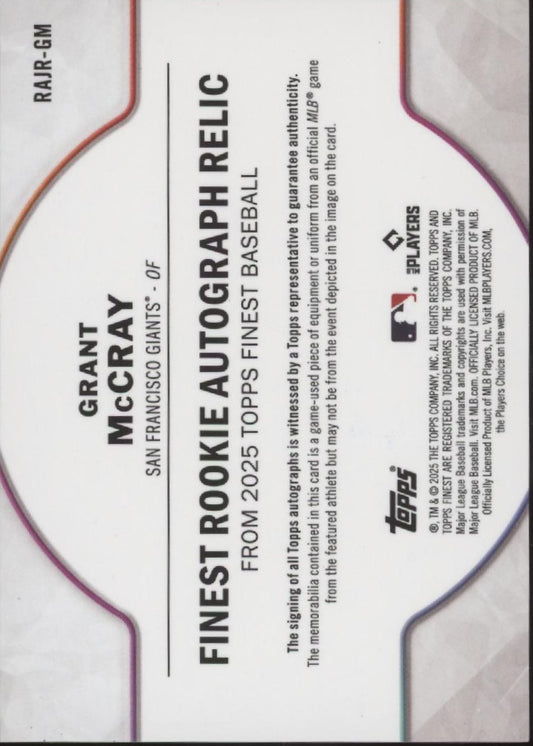 RAJR-GM
GRANT
McCRAY
SAN FRANCISCO GIANTS® - OF
FINEST ROOKIE AUTOGRAPH RELIC
FROM 2025 TOPPS FINEST BASEBALL
The signing of all Topps autographs is witnessed by a Topps representative to guarantee authenticity.
The memorabilia contained in this card is a game-used piece of equipment or uniform from an official MLB® game
from the featured athlete but may not be from the event depicted in the image on the card.
topps®
MLB PLAYERS
®, TM & © 2025 THE TOPPS COMPANY, INC. ALL RIGHTS RESERVED. TOPPS AND
TOPPS FINEST ARE REGISTERED TRADEMARKS OF THE TOPPS COMPANY, INC.
Major League Baseball trademarks and copyrights are used with permission of
Major League Baseball. Visit MLB.com. OFFICIALLY LICENSED PRODUCT OF MLB.
Officially Licensed Product of MLB Players, Inc. Visit MLBPLAYERS.COM,
the Players Choice on the web.